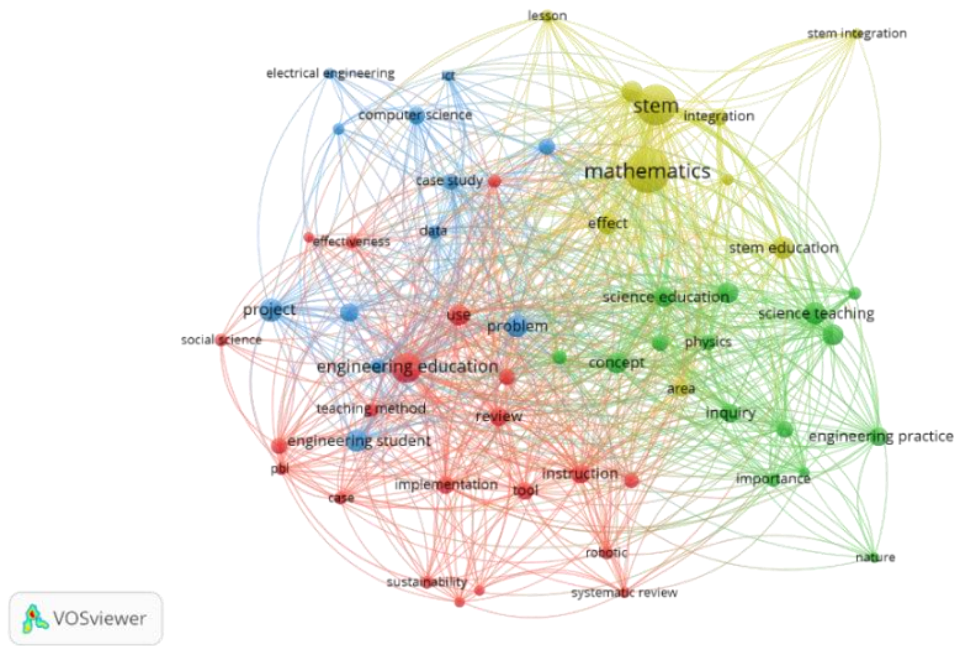 lesson
stem integration
electrical engineering
ict
stem
computer science
integration
mathematics
case study
effect
data
effectiveness
stem education
science education
project
use
science teaching
problem
social science
physics
engineering education
concept
area
teaching method
inquiry
review
engineering student
engineering practice
pbl
instruction
importance
implementation
tool
case
robotic
nature
sustainability
systematic review
VOSviewer